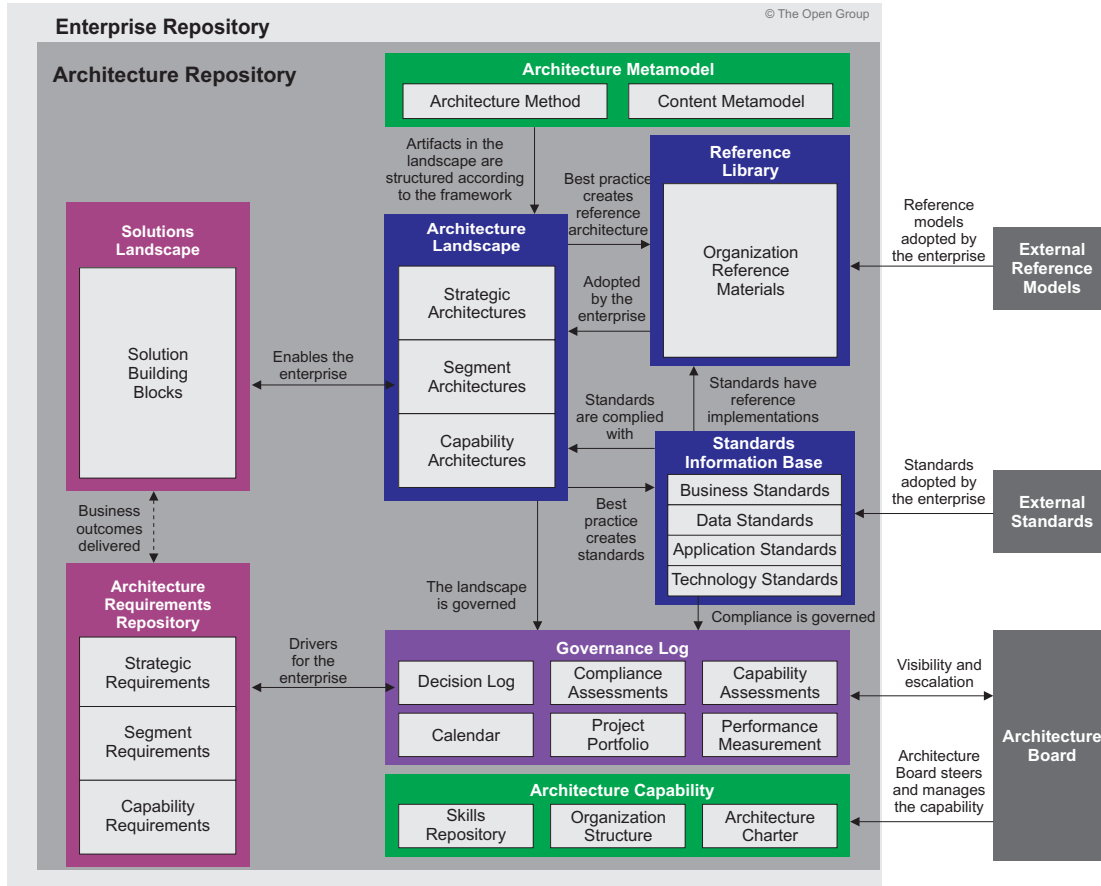 © The Open Group
Enterprise Repository
Architecture Repository
Architecture Metamodel
Architecture Method
Content Metamodel
Artifacts in the
landscape are
structured according
to the framework
Best practice
creates
reference
architecture
Reference
Library
Organization
Reference
Materials
Reference
models
adopted by
the enterprise
External
Reference
Models
Solutions
Landscape
Solution
Building
Blocks
Architecture
Landscape
Strategic
Architectures
Segment
Architectures
Capability
Architectures
Adopted
by the
enterprise
Enables the
enterprise
Standards have
reference
implementations
Standards
are complied
with
Standards
Information Base
Business Standards
Data Standards
Application Standards
Technology Standards
Standards
adopted by
the enterprise
External
Standards
Business
outcomes
delivered
Best
practice
creates
standards
The landscape
is governed
Compliance is governed
Architecture
Requirements
Repository
Strategic
Requirements
Segment
Requirements
Capability
Requirements
Drivers
for the
enterprise
Governance Log
Decision Log
Compliance
Assessments
Capability
Assessments
Calendar
Project
Portfolio
Performance
Measurement
Visibility and
escalation
Architecture
Board
Architecture
Board steers
and manages
the capability
Architecture Capability
Skills
Repository
Organization
Structure
Architecture
Charter